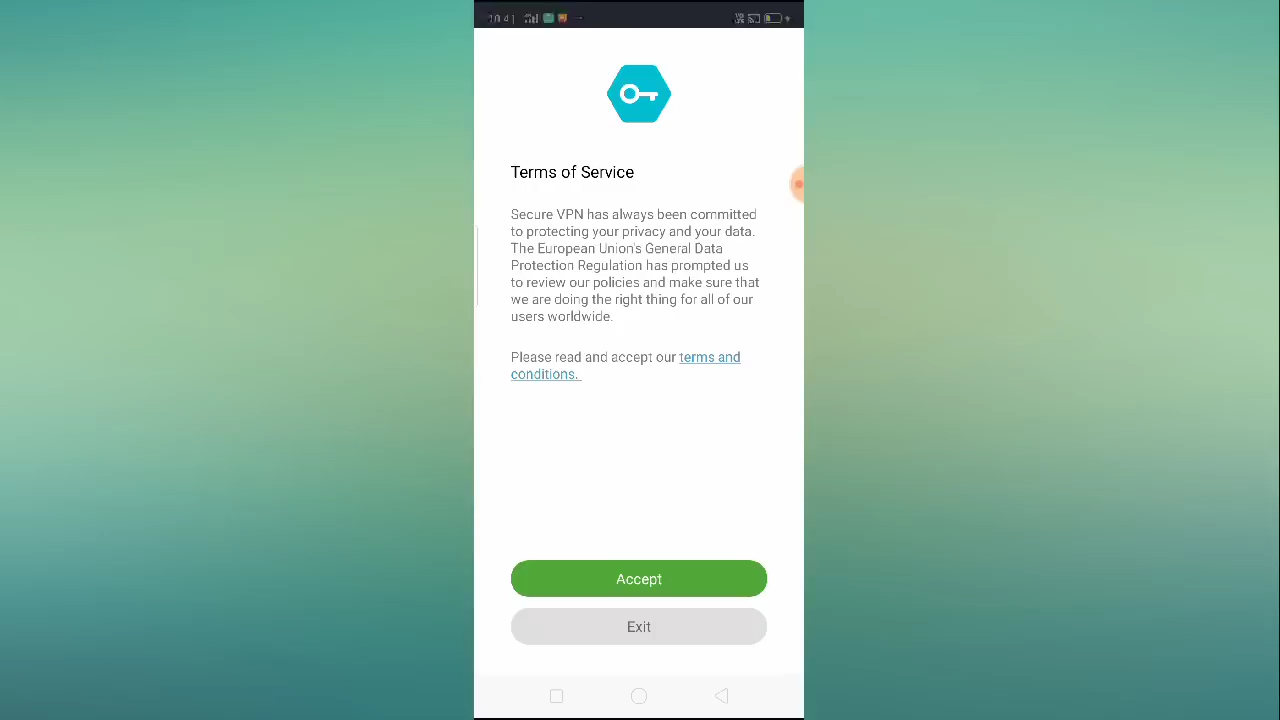 10:41
Terms of Service
Secure VPN has always been committed
to protecting your privacy and your data.
The European Union's General Data
Protection Regulation has prompted us
to review our policies and make sure that
we are doing the right thing for all of our
users worldwide.
Please read and accept our terms and
conditions.
Accept
Exit